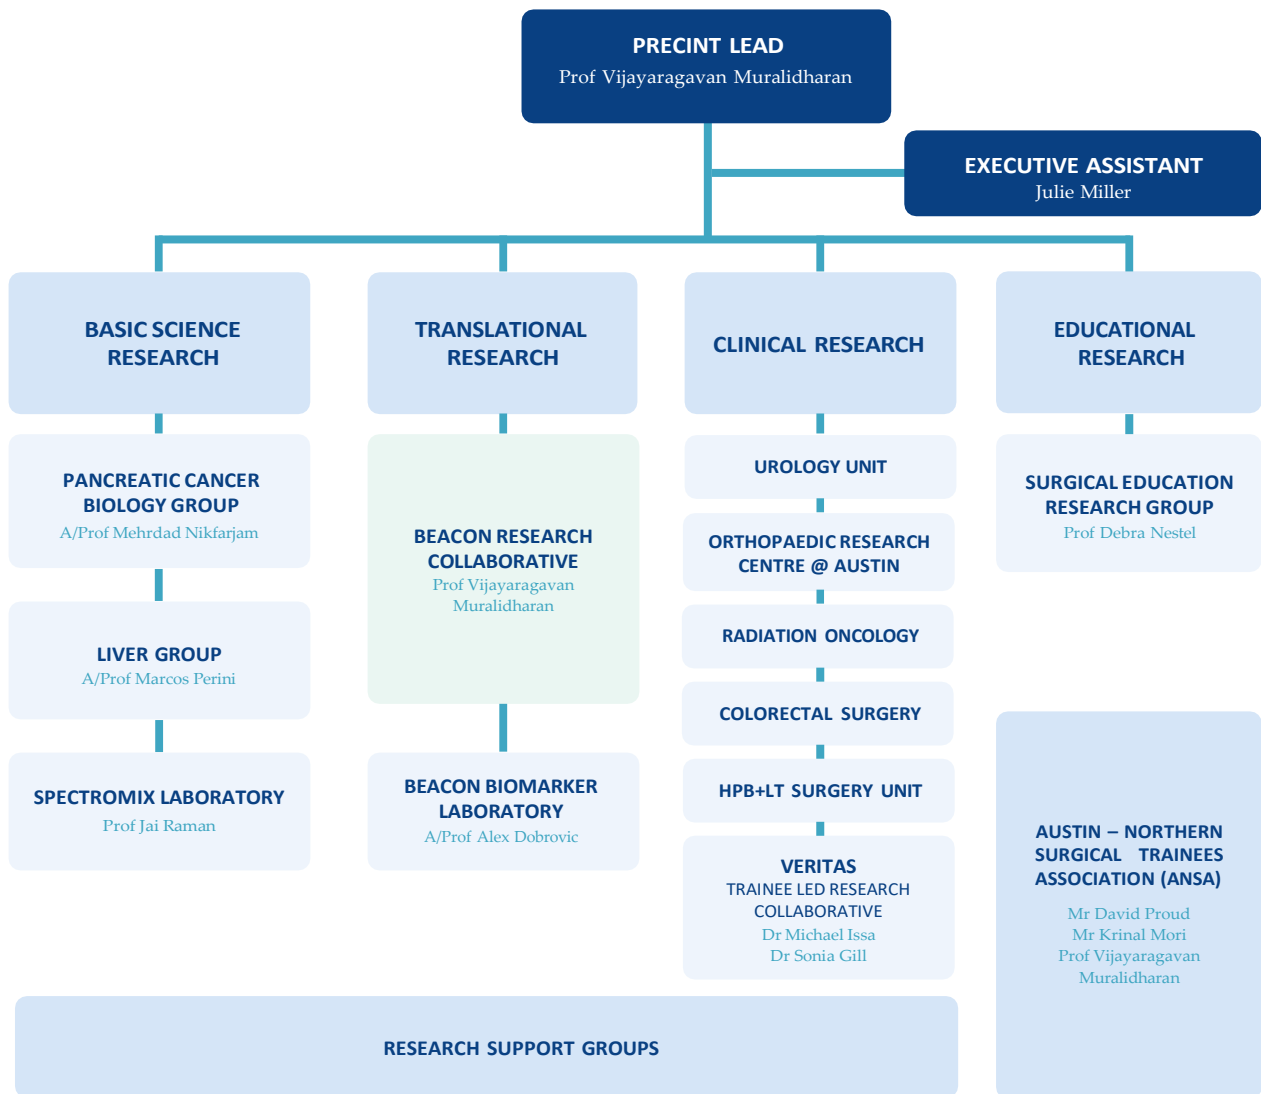 PRECINT LEAD
Prof Vijayaragavan Muralidharan
EXECUTIVE ASSISTANT
Julie Miller
BASIC SCIENCE
RESEARCH
PANCREATIC CANCER
BIOLOGY GROUP
A/Prof Mehrdad Nikfarjam
LIVER GROUP
A/Prof Marcos Perini
SPECTROMIX LABORATORY
Prof Jai Raman
TRANSLATIONAL
RESEARCH
BEACON RESEARCH
COLLABORATIVE
Prof Vijayaragavan
Muralidharan
BEACON BIOMARKER
LABORATORY
A/Prof Alex Dobrovic
CLINICAL RESEARCH
UROLOGY UNIT
ORTHOPAEDIC RESEARCH
CENTRE @ AUSTIN
RADIATION ONCOLOGY
COLORECTAL SURGERY
HPB+LT SURGERY UNIT
VERITAS
TRAINEE LED RESEARCH
COLLABORATIVE
Dr Michael Issa
Dr Sonia Gill
EDUCATIONAL
RESEARCH
SURGICAL EDUCATION
RESEARCH GROUP
Prof Debra Nestel
AUSTIN – NORTHERN
SURGICAL TRAINEES
ASSOCIATION (ANSA)
Mr David Proud
Mr Krinal Mori
Prof Vijayaragavan
Muralidharan
RESEARCH SUPPORT GROUPS